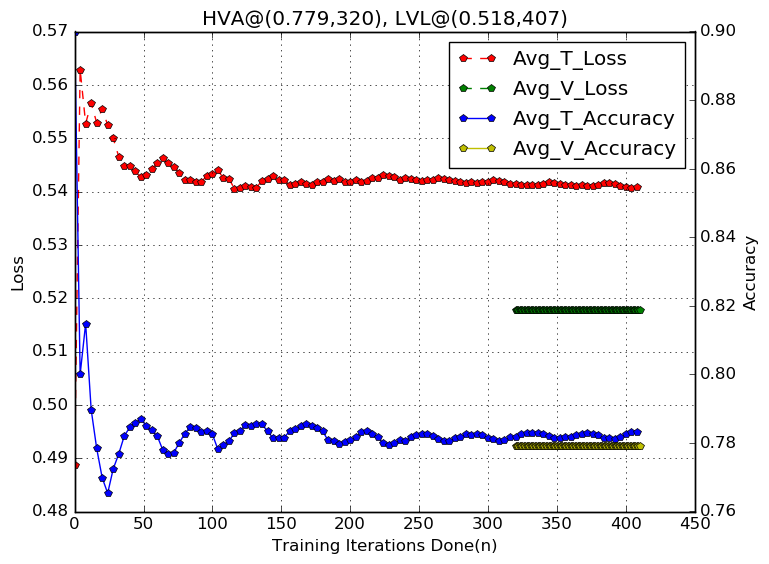 HVA@(0.779,320), LVL@(0.518,407)
0.57
0.56
0.55
0.54
0.53
0.52
0.51
0.50
0.49
0.48
Loss
Avg_T_Loss
Avg_V_Loss
Avg_T_Accuracy
Avg_V_Accuracy
0.90
0.88
0.86
0.84
0.82
0.80
0.78
0.76
Accuracy
0 50 100 150 200 250 300 350 400 450
Training Iterations Done(n)